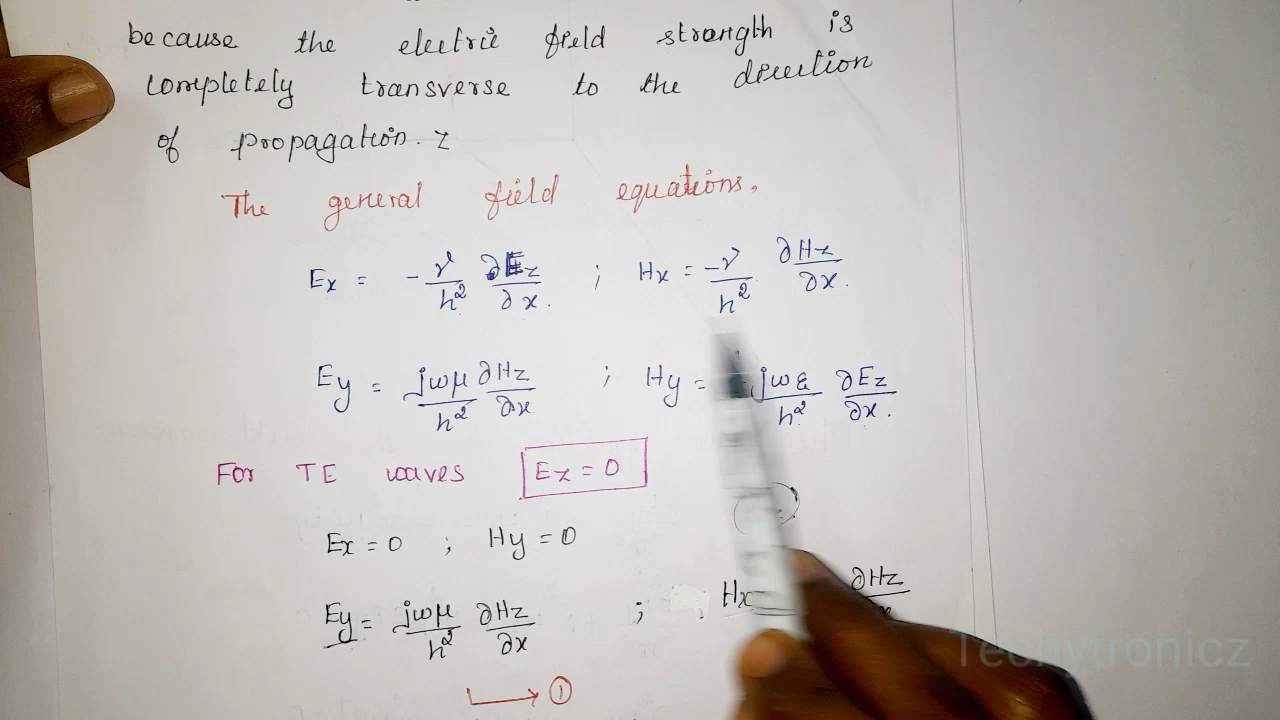 because the electric field strength is
completely transverse to the direction
of propagation. z
The general field equations,
Ex = -γ/h² ∂Ez/∂x. ; Hx = -γ/h² ∂Hz/∂x.
Ey = jωμ/h² ∂Hz/∂x ; Hy = jωε/h² ∂Ez/∂x.
For TE waves Ez = 0
Ex = 0 ; Hy = 0
Ey = jωμ/h² ∂Hz/∂x ; Hx ∂Hz
①
Techytronicz